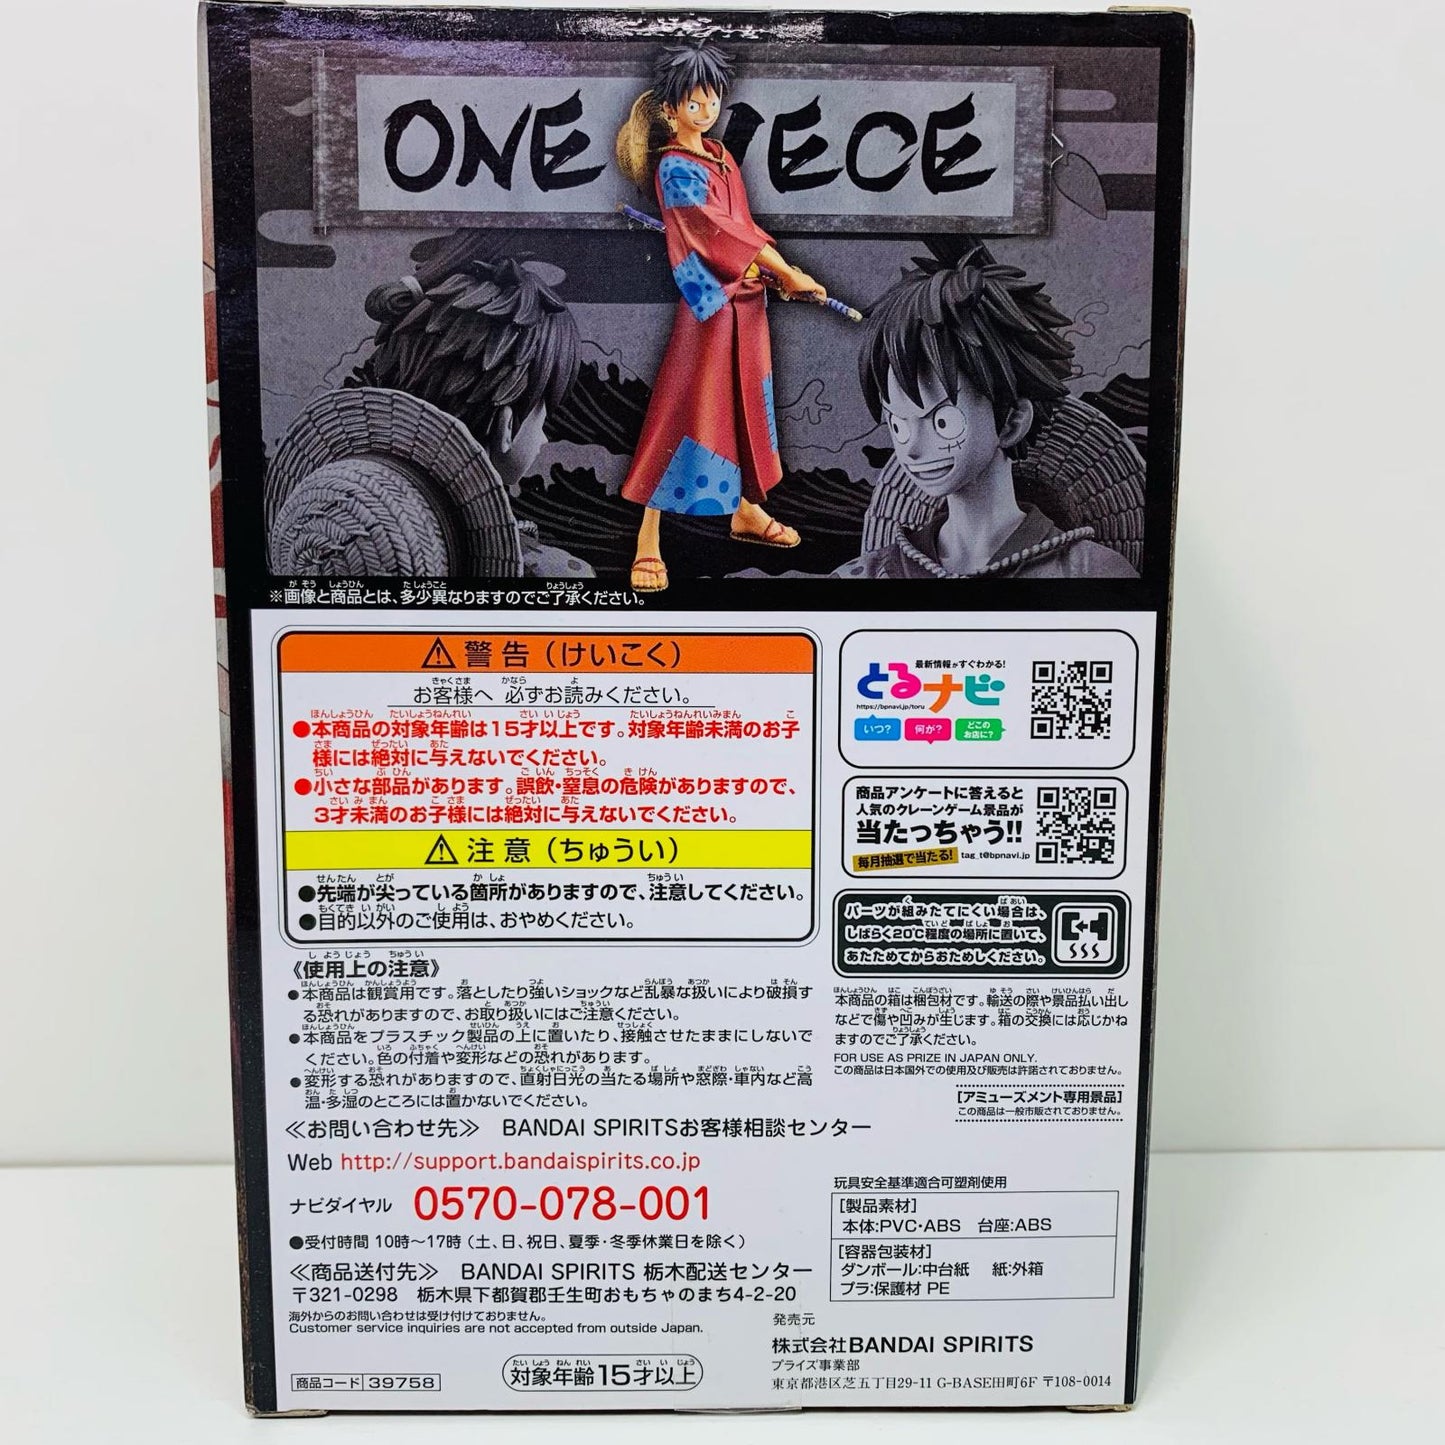 ONE PIECE
※画像と商品とは、多少異なりますのでご了承ください。
警告（けいこく）
お客様へ 必ずお読みください。
●本商品の対象年齢は15才以上です。対象年齢未満のお子
様には絶対に与えないでください。
●小さな部品があります。誤飲・窒息の危険がありますので、
3才未満のお子様には絶対に与えないでください。
注意（ちゅうい）
●先端が尖っている箇所がありますので、注意してください。
●目的以外のご使用は、おやめください。
《使用上の注意》
●本商品は観賞用です。落としたり強いショックなど乱暴な扱いにより破損す
る恐れがありますので、お取り扱いにはご注意ください。
●本商品をプラスチック製品の上に置いたり、接触させたままにしないで
ください。色の付着や変形などの恐れがあります。
●変形する恐れがありますので、直射日光の当たる場所や窓際・車内など高
温・多湿のところには置かないでください。
≪お問い合わせ先≫ BANDAI SPIRITSお客様相談センター
Web http://support.bandaispirits.co.jp
ナビダイヤル 0570-078-001
●受付時間 10時～17時（土、日、祝日、夏季・冬季休業日を除く）
≪商品送付先≫ BANDAI SPIRITS 栃木配送センター
〒321-0298 栃木県下都賀郡壬生町おもちゃのまち4-2-20
海外からのお問い合わせは受け付けておりません。
Customer service inquiries are not accepted from outside Japan.
商品コード 39758
対象年齢15才以上
最新情報がすぐわかる!
とるナビ
https://bpnavi.jp/toru
いつ?
何が?
どこの
お店に?
商品アンケートに答えると
人気のクレーンゲーム景品が
当たっちゃう!!
毎月抽選で当たる! tag_t@bpnavi.jp
パーツが組みたてにくい場合は、
しばらく20℃程度の場所に置いて、
あたためてからおためしください。
本商品の箱は梱包材です。輸送の際や景品払い出し
などで傷や凹みが生じます。箱の交換には応じかね
ますのでご了承ください。
FOR USE AS PRIZE IN JAPAN ONLY.
この商品は日本国外での使用及び販売は許諾されておりません。
[アミューズメント専用景品]
この商品は一般市販されておりません。
玩具安全基準適合可塑剤使用
[製品素材]
本体:PVC・ABS 台座:ABS
[容器包装材]
ダンボール:中台紙 紙:外箱
プラ:保護材 PE
発売元
株式会社BANDAI SPIRITS
プライズ事業部
東京都港区芝五丁目29-11 G-BASE田町6F 〒108-0014